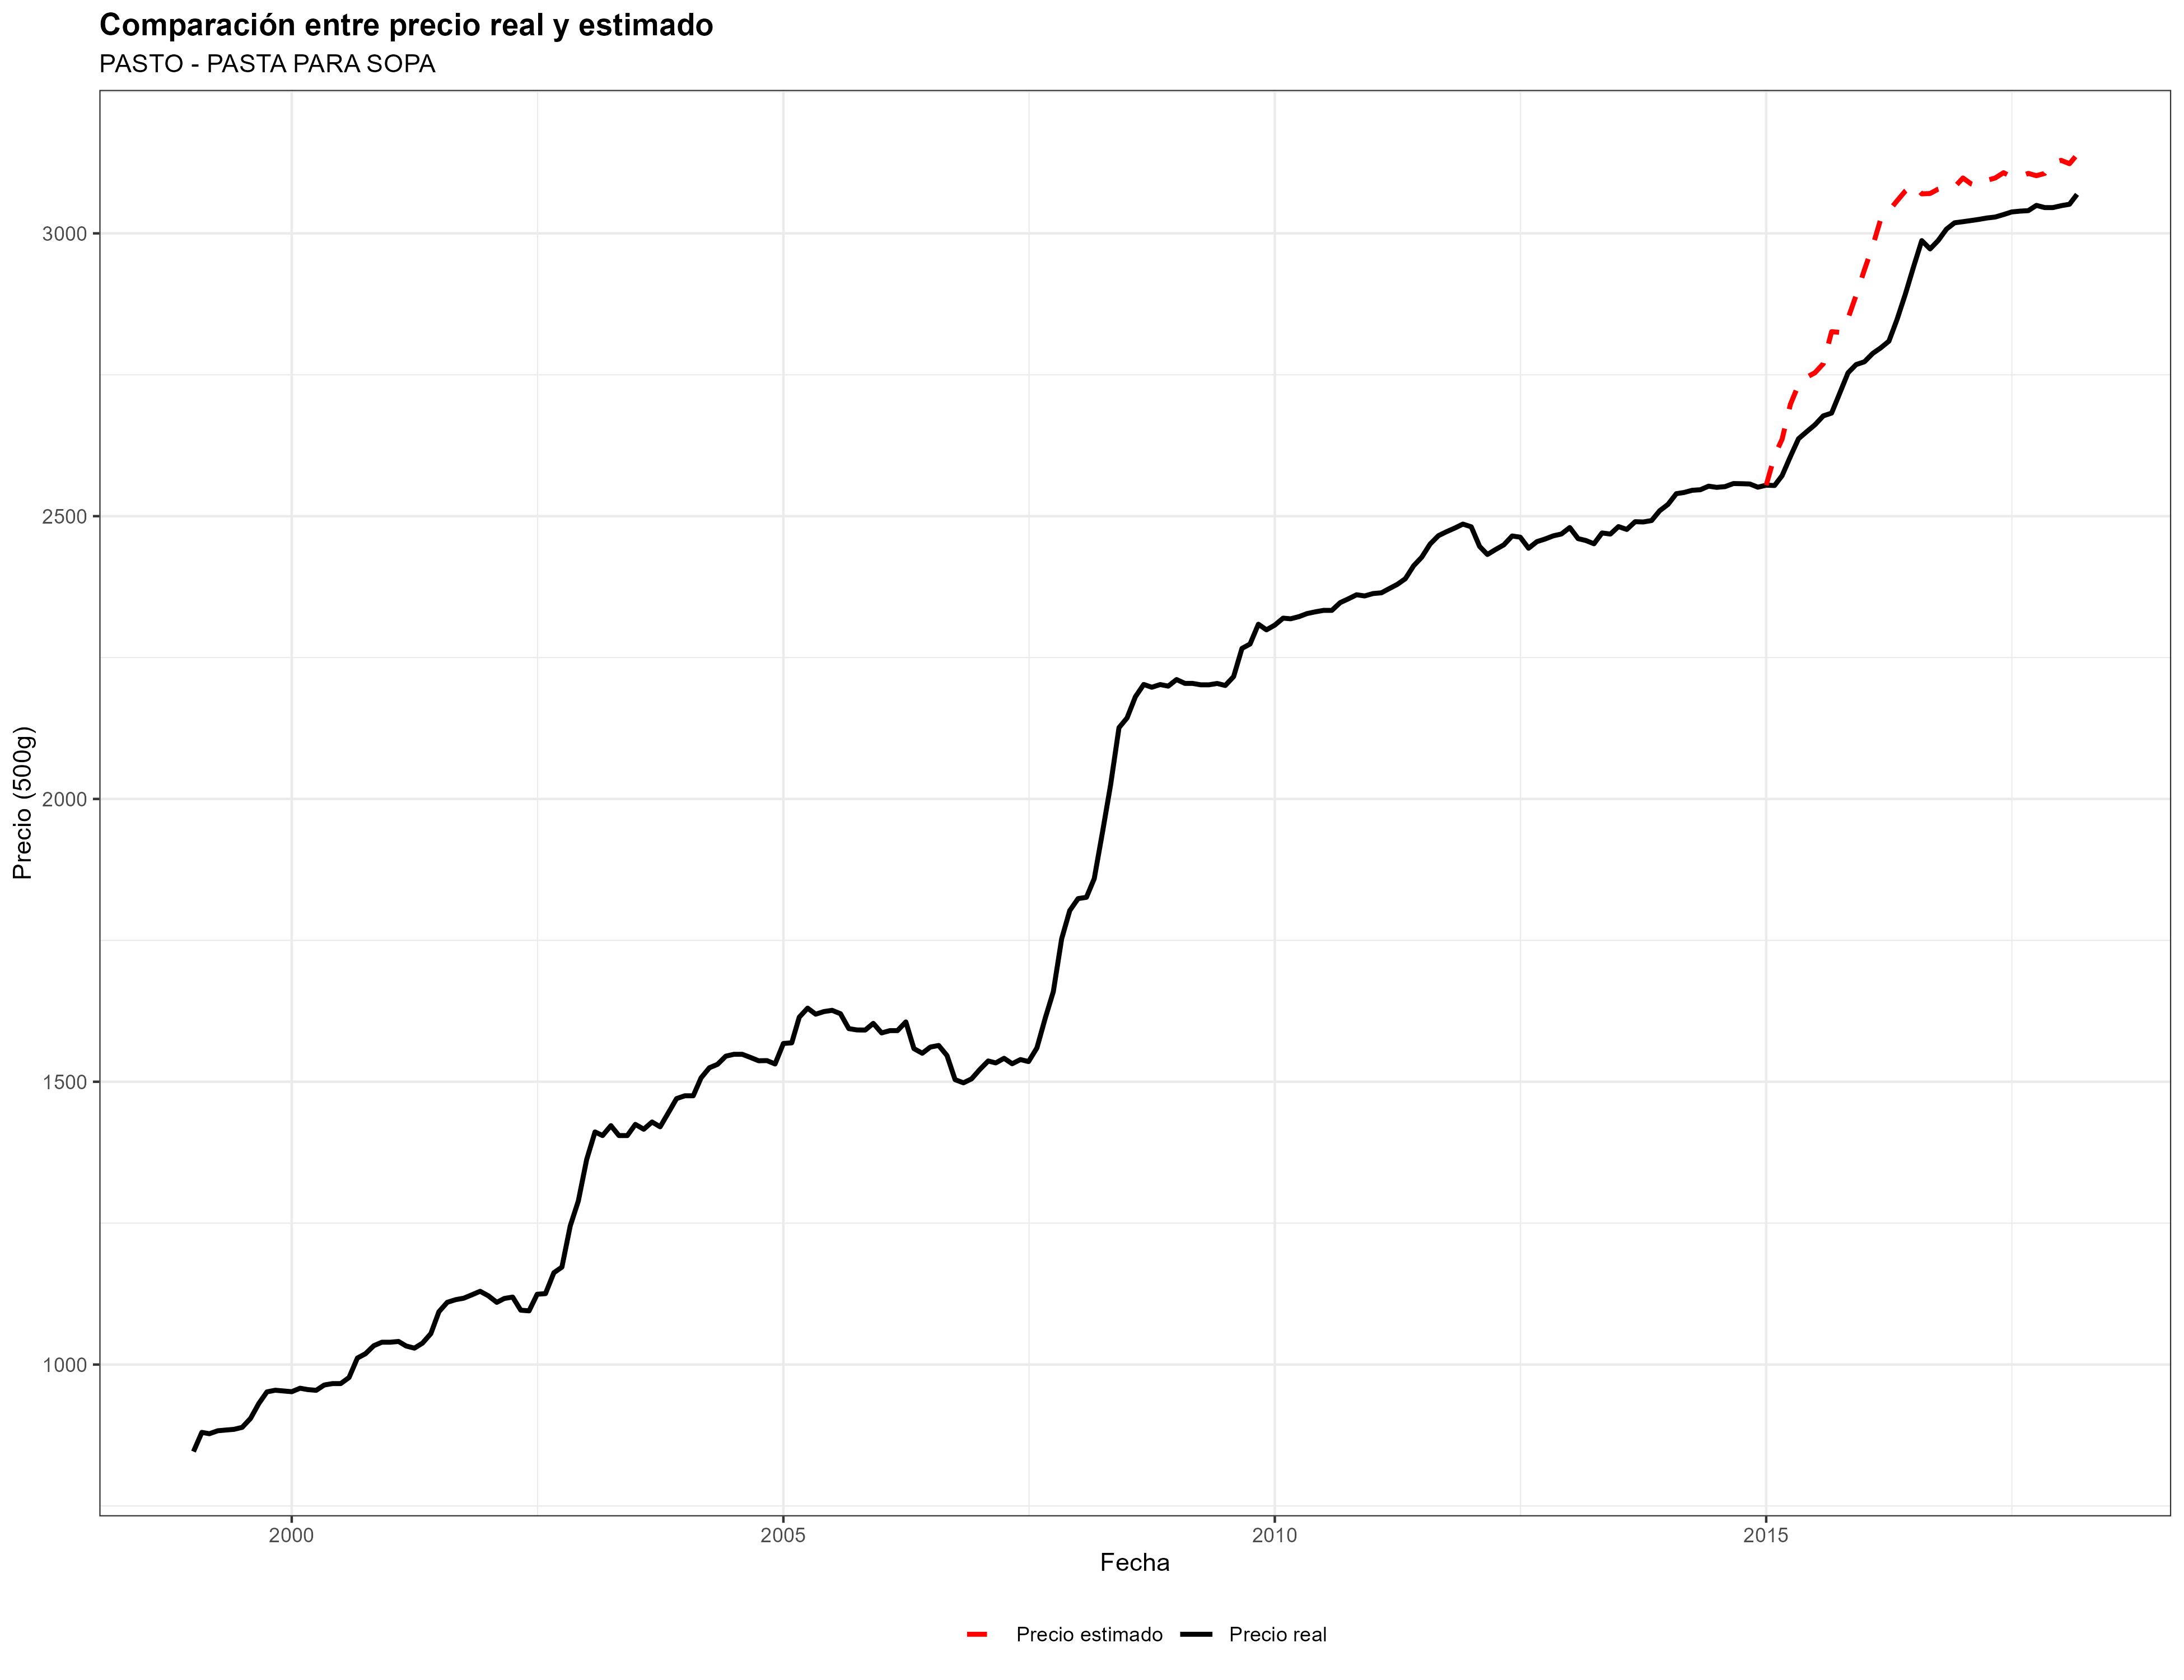 Comparación entre precio real y estimado
PASTO - PASTA PARA SOPA
Precio (500g)
3000
2500
2000
1500
1000
2000
2005
2010
2015
Fecha
Precio estimado
Precio real